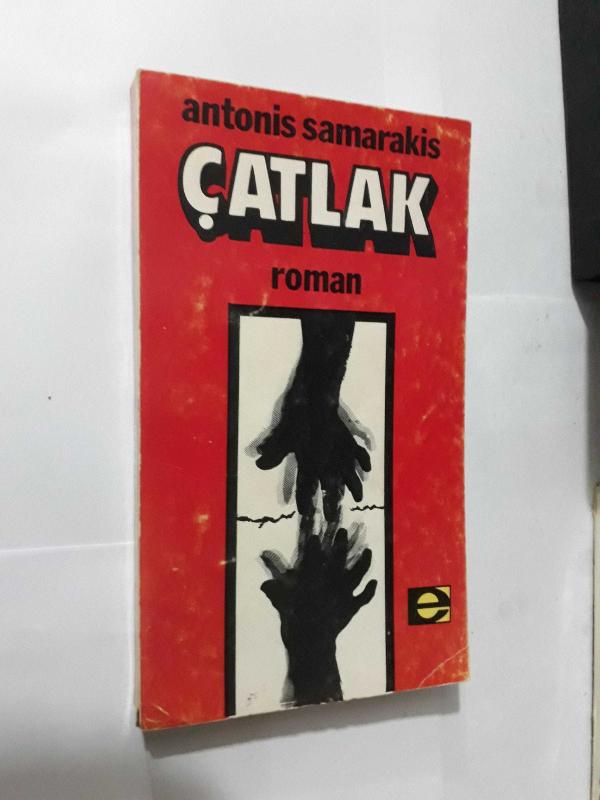 antonis samarakis
ÇATLAK
roman
e